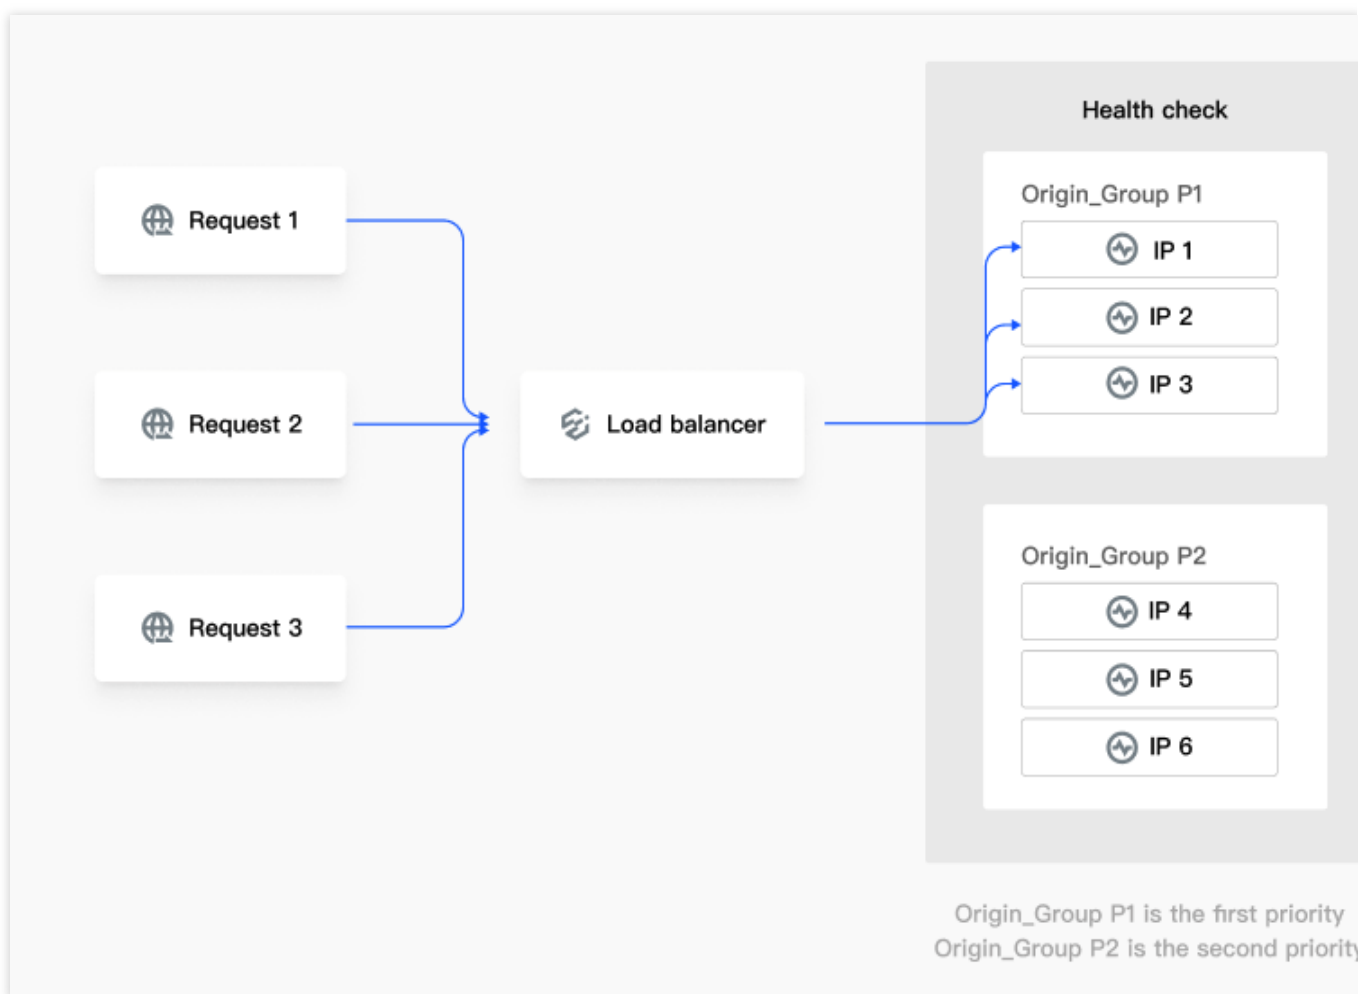 Health check
Origin_Group P1
Request 1
IP 1
IP 2
IP 3
Request 2
Load balancer
Origin_Group P2
Request 3
IP 4
IP 5
IP 6
Origin_Group P1 is the first priority
Origin_Group P2 is the second priority